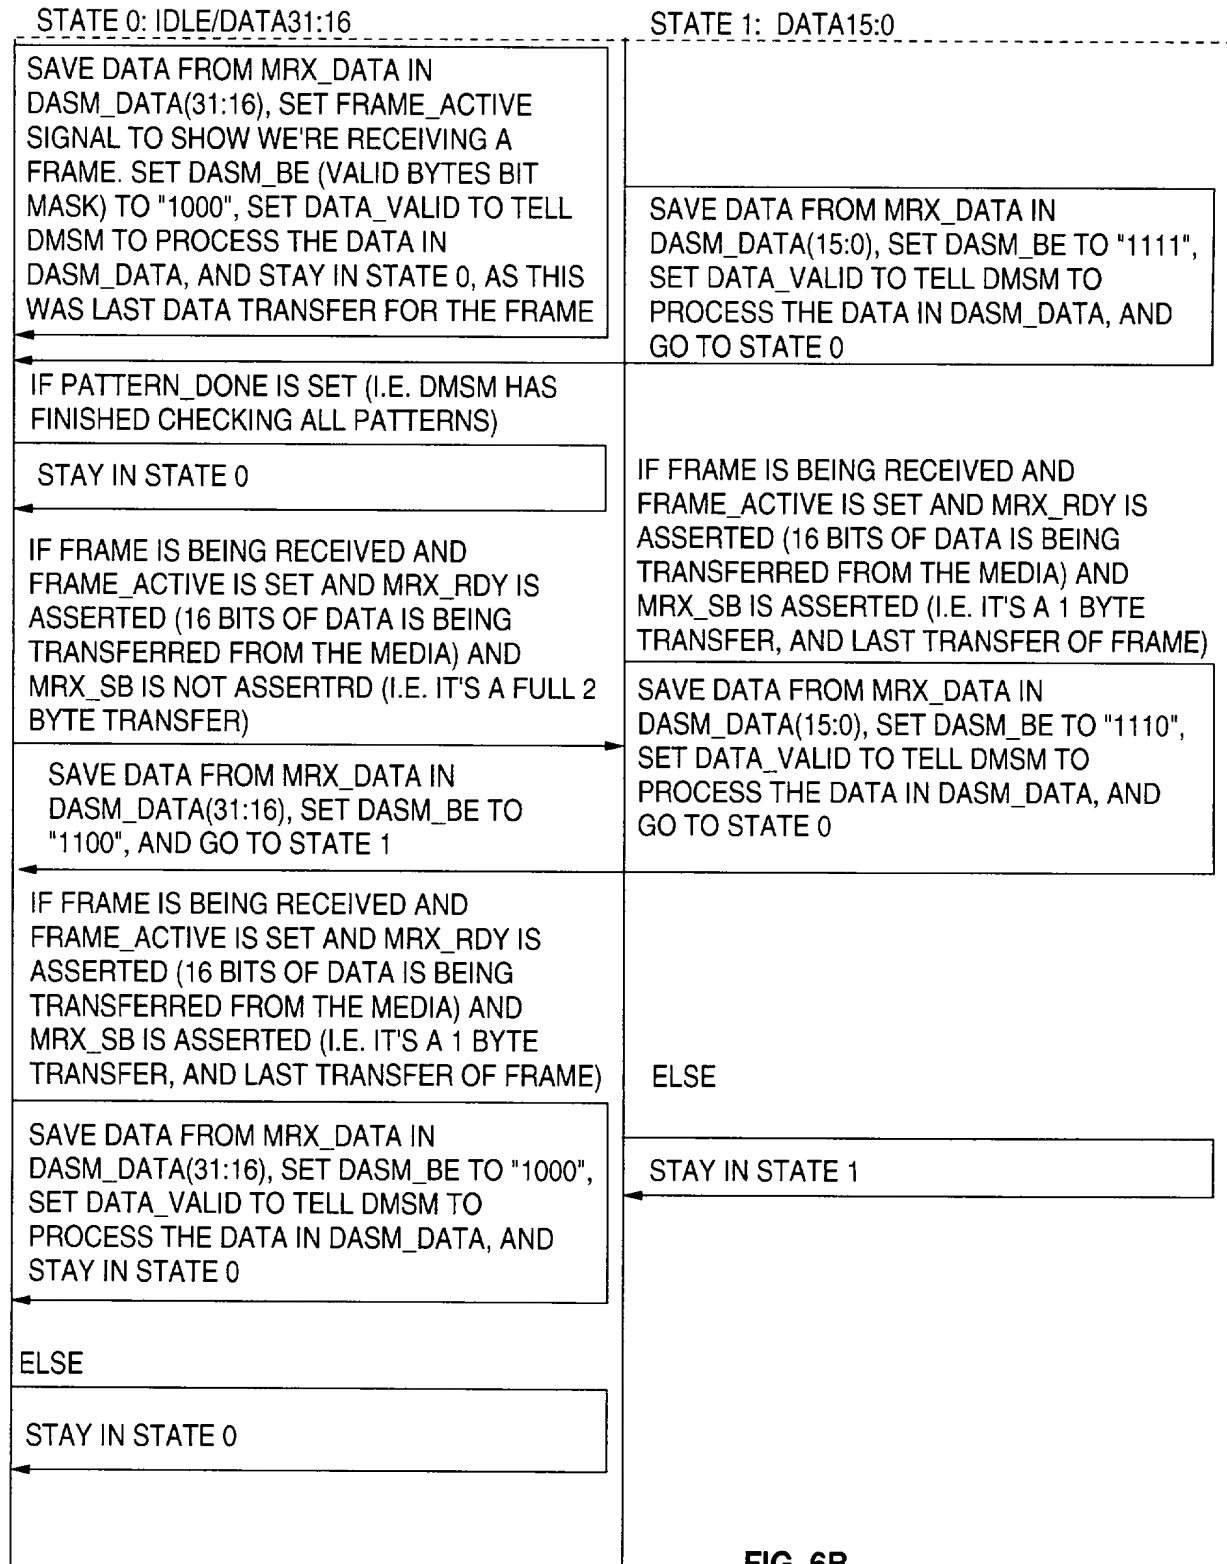 STATE 0: IDLE/DATA31:16
SAVE DATA FROM MRX_DATA IN
DASM_DATA(31:16), SET FRAME_ACTIVE
SIGNAL TO SHOW WE'RE RECEIVING A
FRAME. SET DASM_BE (VALID BYTES BIT
MASK) TO "1000", SET DATA_VALID TO TELL
DMSM TO PROCESS THE DATA IN
DASM_DATA, AND STAY IN STATE 0, AS THIS
WAS LAST DATA TRANSFER FOR THE FRAME
IF PATTERN_DONE IS SET (I.E. DMSM HAS
FINISHED CHECKING ALL PATTERNS)
STAY IN STATE 0
IF FRAME IS BEING RECEIVED AND
FRAME_ACTIVE IS SET AND MRX_RDY IS
ASSERTED (16 BITS OF DATA IS BEING
TRANSFERRED FROM THE MEDIA) AND
MRX_SB IS NOT ASSERTRD (I.E. IT'S A FULL 2
BYTE TRANSFER)
SAVE DATA FROM MRX_DATA IN
DASM_DATA(31:16), SET DASM_BE TO
"1100", AND GO TO STATE 1
IF FRAME IS BEING RECEIVED AND
FRAME_ACTIVE IS SET AND MRX_RDY IS
ASSERTED (16 BITS OF DATA IS BEING
TRANSFERRED FROM THE MEDIA) AND
MRX_SB IS ASSERTED (I.E. IT'S A 1 BYTE
TRANSFER, AND LAST TRANSFER OF FRAME)
SAVE DATA FROM MRX_DATA IN
DASM_DATA(31:16), SET DASM_BE TO "1000",
SET DATA_VALID TO TELL DMSM TO
PROCESS THE DATA IN DASM_DATA, AND
STAY IN STATE 0
ELSE
STAY IN STATE 0
STATE 1: DATA15:0
SAVE DATA FROM MRX_DATA IN
DASM_DATA(15:0), SET DASM_BE TO "1111",
SET DATA_VALID TO TELL DMSM TO
PROCESS THE DATA IN DASM_DATA, AND
GO TO STATE 0
IF FRAME IS BEING RECEIVED AND
FRAME_ACTIVE IS SET AND MRX_RDY IS
ASSERTED (16 BITS OF DATA IS BEING
TRANSFERRED FROM THE MEDIA) AND
MRX_SB IS ASSERTED (I.E. IT'S A 1 BYTE
TRANSFER, AND LAST TRANSFER OF FRAME)
SAVE DATA FROM MRX_DATA IN
DASM_DATA(15:0), SET DASM_BE TO "1110",
SET DATA_VALID TO TELL DMSM TO
PROCESS THE DATA IN DASM_DATA, AND
GO TO STATE 0
ELSE
STAY IN STATE 1